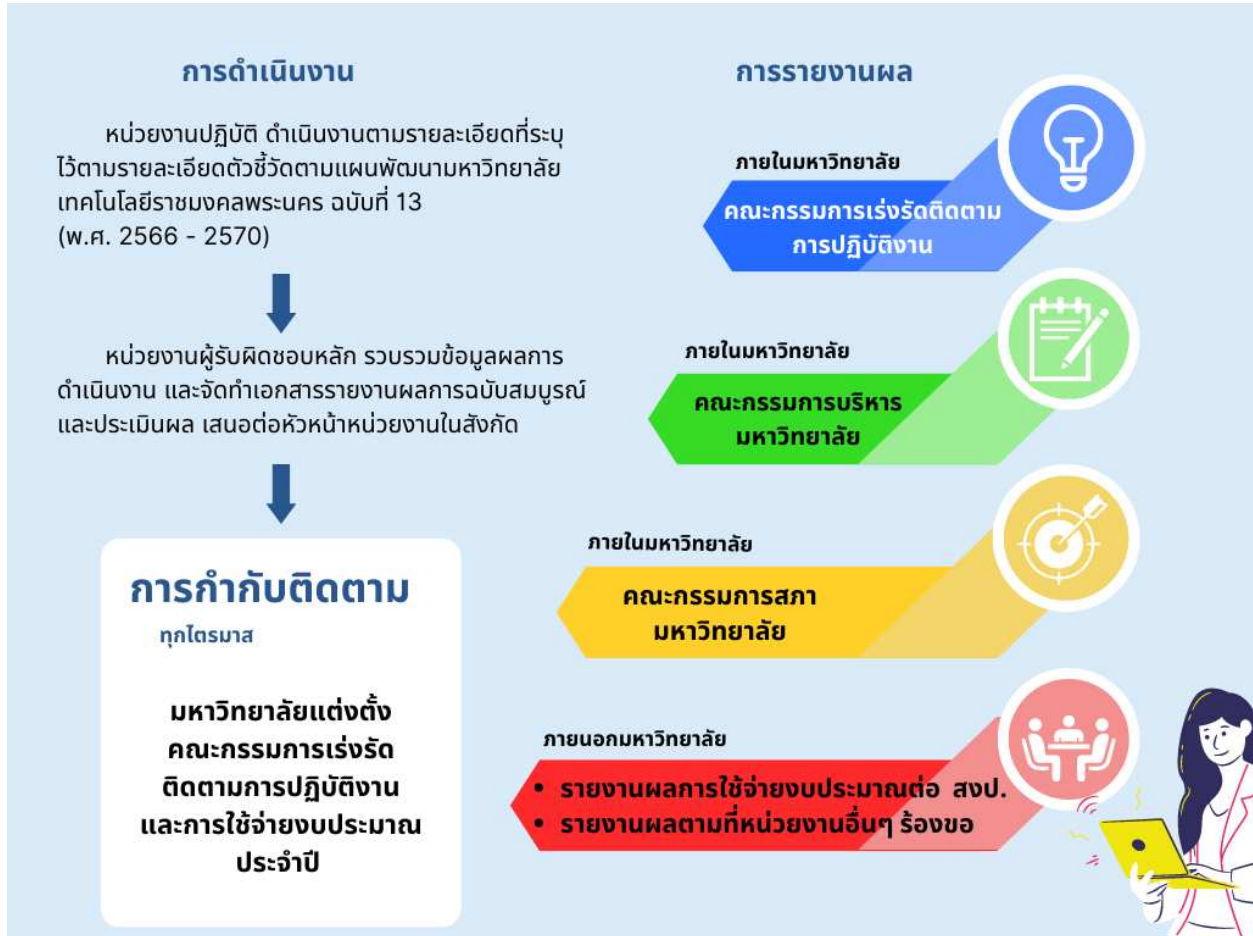 การดำเนินงาน
หน่วยงานปฏิบัติ ดำเนินงานตามรายละเอียดที่ระบุ
ไว้ตามรายละเอียดตัวชี้วัดตามแผนพัฒนามหาวิทยาลัย
เทคโนโลยีราชมงคลพระนคร ฉบับที่ 13
(พ.ศ. 2566 - 2570)
หน่วยงานผู้รับผิดชอบหลัก รวบรวมข้อมูลผลการ
ดำเนินงาน และจัดทำเอกสารรายงานผลการฉบับสมบูรณ์
และประเมินผล เสนอต่อหัวหน้าหน่วยงานในสังกัด
การกำกับติดตาม
ทุกไตรมาส
มหาวิทยาลัยแต่งตั้ง
คณะกรรมการเร่งรัด
ติดตามการปฏิบัติงาน
และการใช้จ่ายงบประมาณ
ประจำปี
การรายงานผล
ภายในมหาวิทยาลัย
คณะกรรมการเร่งรัดติดตาม
การปฏิบัติงาน
ภายในมหาวิทยาลัย
คณะกรรมการบริหาร
มหาวิทยาลัย
ภายในมหาวิทยาลัย
คณะกรรมการสภา
มหาวิทยาลัย
ภายนอกมหาวิทยาลัย
• รายงานผลการใช้จ่ายงบประมาณต่อ สงป.
• รายงานผลตามที่หน่วยงานอื่นๆ ร้องขอ